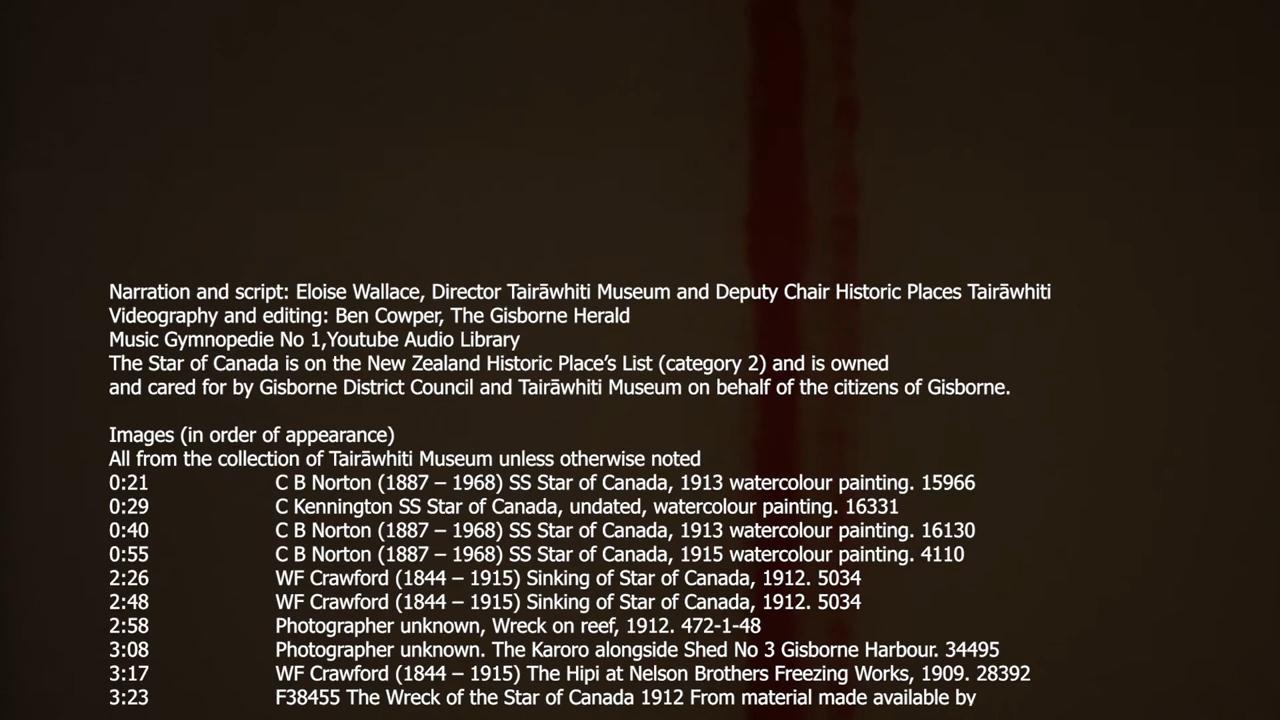 Narration and script: Eloise Wallace, Director Tairāwhiti Museum and Deputy Chair Historic Places Tairāwhiti
Videography and editing: Ben Cowper, The Gisborne Herald
Music Gymnopedie No 1,Youtube Audio Library
The Star of Canada is on the New Zealand Historic Place’s List (category 2) and is owned
and cared for by Gisborne District Council and Tairāwhiti Museum on behalf of the citizens of Gisborne.
Images (in order of appearance)
All from the collection of Tairāwhiti Museum unless otherwise noted
0:21 C B Norton (1887 – 1968) SS Star of Canada, 1913 watercolour painting. 15966
0:29 C Kennington SS Star of Canada, undated, watercolour painting. 16331
0:40 C B Norton (1887 – 1968) SS Star of Canada, 1913 watercolour painting. 16130
0:55 C B Norton (1887 – 1968) SS Star of Canada, 1915 watercolour painting. 4110
2:26 WF Crawford (1844 – 1915) Sinking of Star of Canada, 1912. 5034
2:48 WF Crawford (1844 – 1915) Sinking of Star of Canada, 1912. 5034
2:58 Photographer unknown, Wreck on reef, 1912. 472-1-48
3:08 Photographer unknown. The Karoro alongside Shed No 3 Gisborne Harbour. 34495
3:17 WF Crawford (1844 – 1915) The Hipi at Nelson Brothers Freezing Works, 1909. 28392
3:23 F38455 The Wreck of the Star of Canada 1912 From material made available by